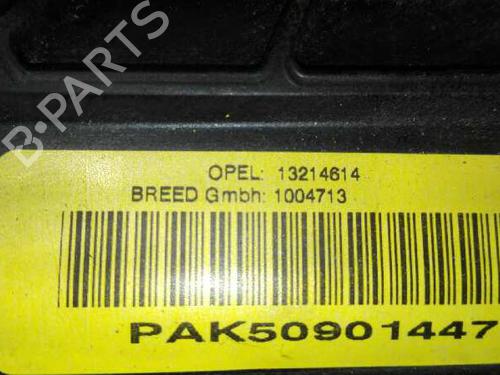 B-PARTS
OPEL: 13214614
BREED Gmbh: 1004713
PAK50901447